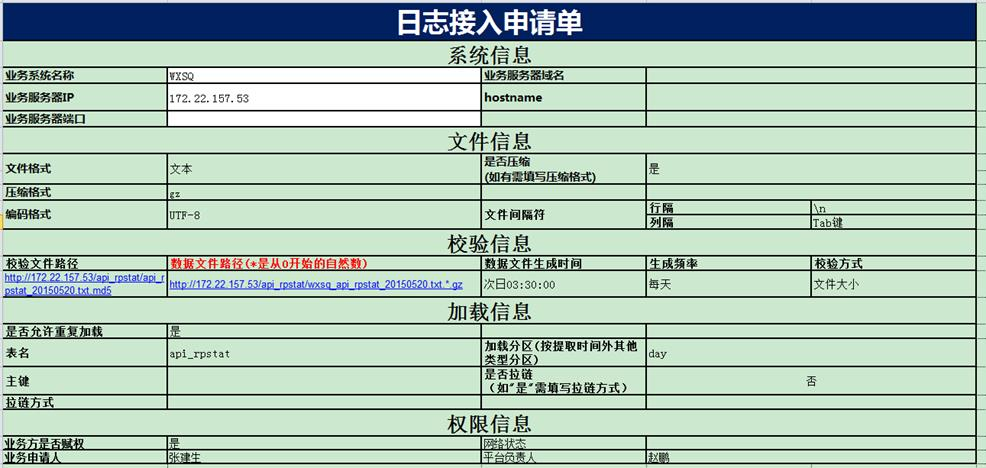 日志接入申请单
系统信息
业务系统名称 WXSQ 业务服务器域名
业务服务器IP 172.22.157.53 hostname
业务服务器端口
文件信息
文件格式 文本 是否压缩
(如有需填写压缩格式) 是
压缩格式 gz
编码格式 UTF-8 文件间隔符 行隔 \n
列隔 Tab键
校验信息
校验文件路径 数据文件路径(*是从0开始的自然数) 数据文件生成时间 生成频率 校验方式
http://172.22.157.53/api_rpstat/api_r
pstat_20150520.txt.md5 http://172.22.157.53/api_rpstat/wxsq_api_rpstat_20150520.txt.*.gz 次日03:30:00 每天 文件大小
加载信息
是否允许重复加载 是
表名 api_rpstat 加载分区(按提取时间外其他
类型分区) day
主键 是否拉链
(如"是"需填写拉链方式) 否
拉链方式
权限信息
业务方是否赋权 是 网络状态
业务申请人 张建生 平台负责人 赵鹏